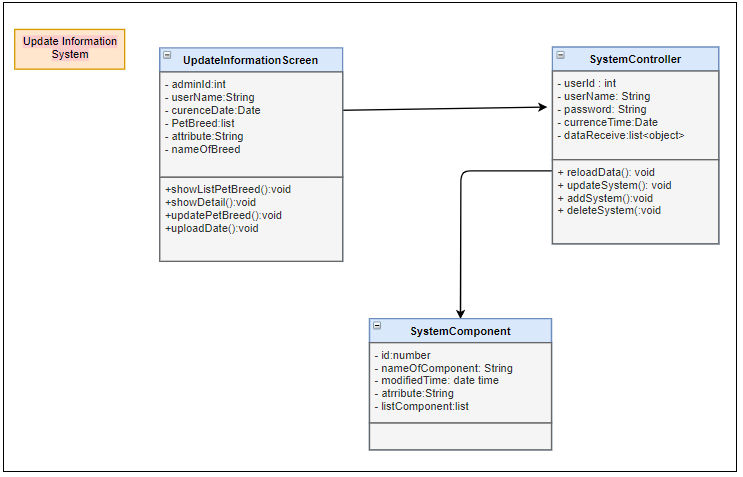 Update Information
System
UpdateInformationScreen
- adminId:int
- userName:String
- curenceDate:Date
- PetBreed:list
- attribute:String
- nameOfBreed
+showListPetBreed():void
+showDetail():void
+updatePetBreed():void
+uploadDate():void
SystemController
- userId : int
- userName: String
- password: String
- currenceTime:Date
- dataReceive:list<object>
+ reloadData(): void
+ updateSystem(): void
+ addSystem():void
+ deleteSystem(:void
SystemComponent
- id:number
- nameOfComponent: String
- modifiedTime: date time
- atrribute:String
- listComponent:list